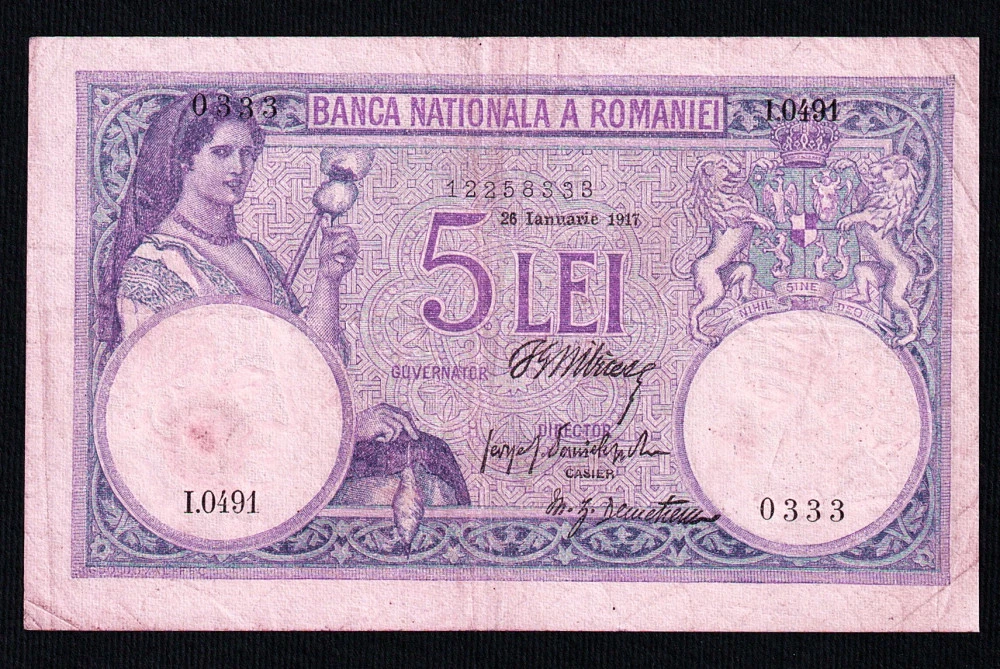 0333 BANCA NATIONALA A ROMANIEI I.0491
12258333
26 Ianuarie 1917
5 LEI
NIHIL SINE DEO
GUVERNATOR
DIRECTOR
CASIER
I.0491
0333